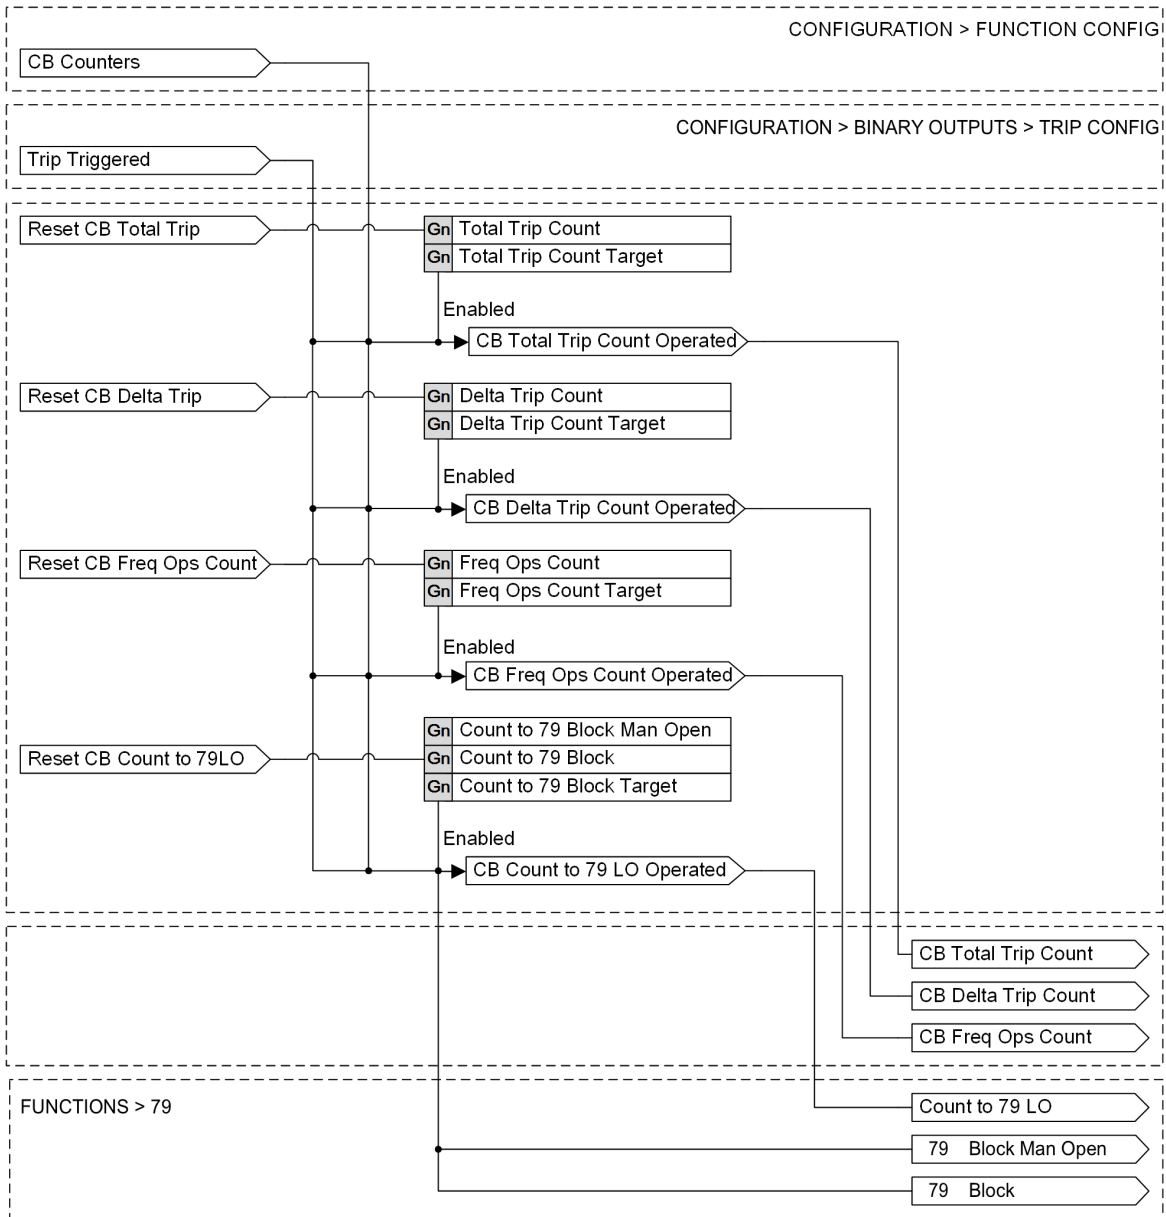 CONFIGURATION > FUNCTION CONFIG
CB Counters
CONFIGURATION > BINARY OUTPUTS > TRIP CONFIG
Trip Triggered
Reset CB Total Trip
Gn Total Trip Count
Gn Total Trip Count Target
Enabled
CB Total Trip Count Operated
Reset CB Delta Trip
Gn Delta Trip Count
Gn Delta Trip Count Target
Enabled
CB Delta Trip Count Operated
Reset CB Freq Ops Count
Gn Freq Ops Count
Gn Freq Ops Count Target
Enabled
CB Freq Ops Count Operated
Gn Count to 79 Block Man Open
Reset CB Count to 79LO
Gn Count to 79 Block
Gn Count to 79 Block Target
Enabled
CB Count to 79 LO Operated
CB Total Trip Count
CB Delta Trip Count
CB Freq Ops Count
FUNCTIONS > 79
Count to 79 LO
79 Block Man Open
79 Block